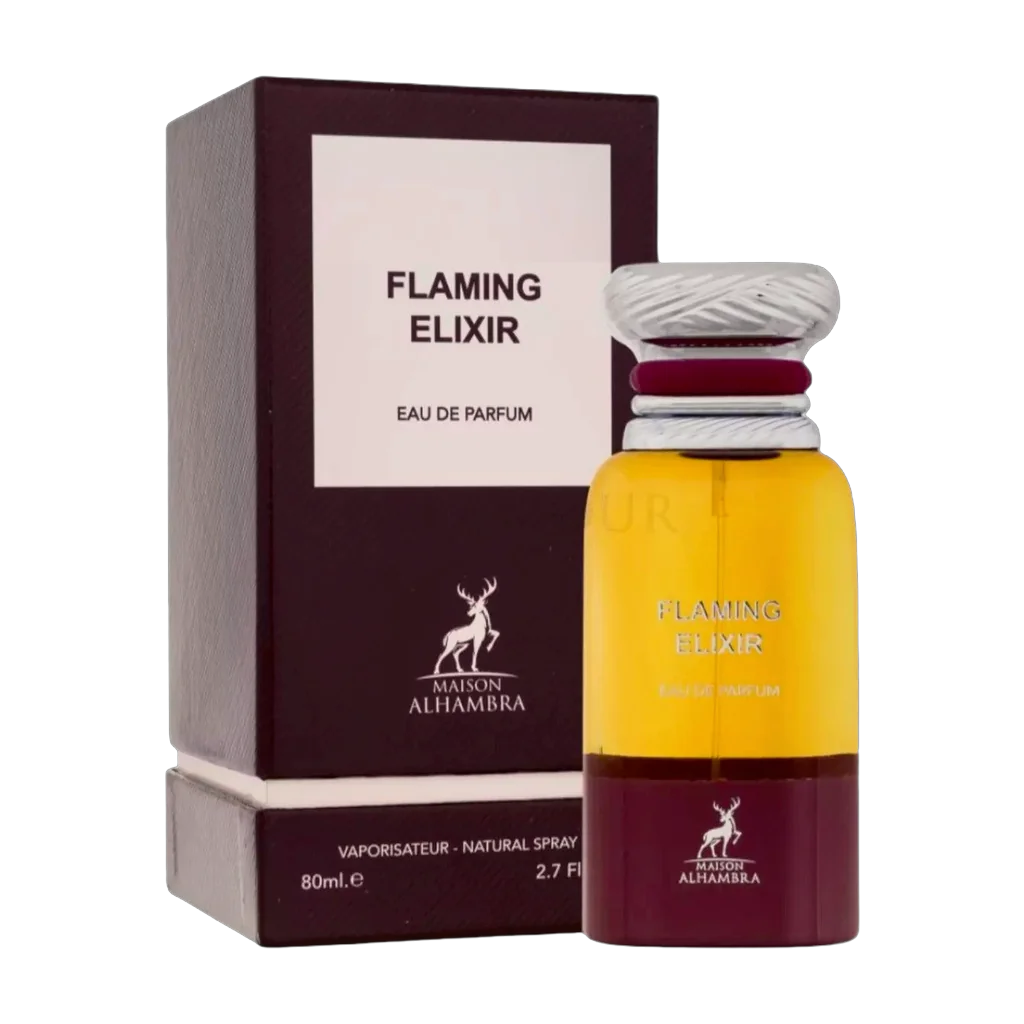 FLAMING
ELIXIR
EAU DE PARFUM
MAISON
ALHAMBRA
VAPORISATEUR - NATURAL SPRAY
80ml.e
2.7 Fl
FLAMING
ELIXIR
EAU DE PARFUM
MAISON
ALHAMBRA